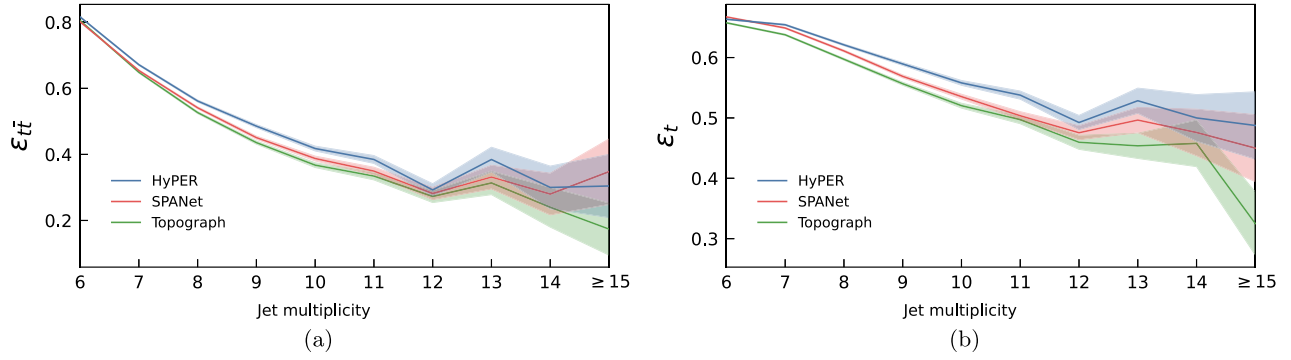 0.8
0.6
0.4
0.2
ε_{tt̄}
HyPER
SPANet
Topograph
6 7 8 9 10 11 12 13 14 ≥ 15
Jet multiplicity
(a)
0.6
0.5
0.4
0.3
ε_t
HyPER
SPANet
Topograph
6 7 8 9 10 11 12 13 14 ≥ 15
Jet multiplicity
(b)